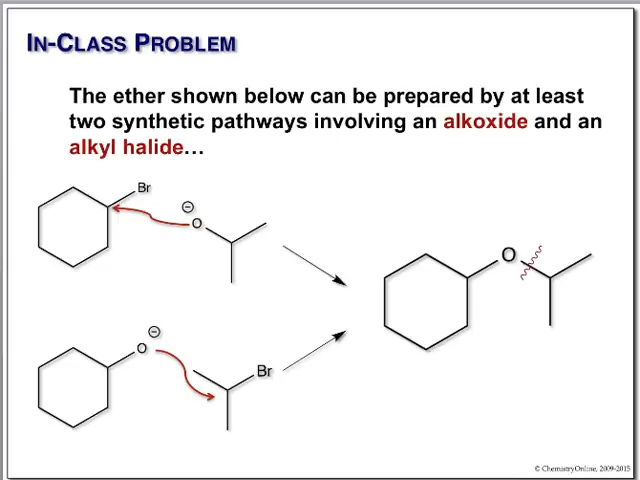 IN-CLASS PROBLEM
The ether shown below can be prepared by at least
two synthetic pathways involving an alkoxide and an
alkyl halide…
Br
⊖
O
O
⊖
O
Br
© ChemistryOnline, 2009-2015